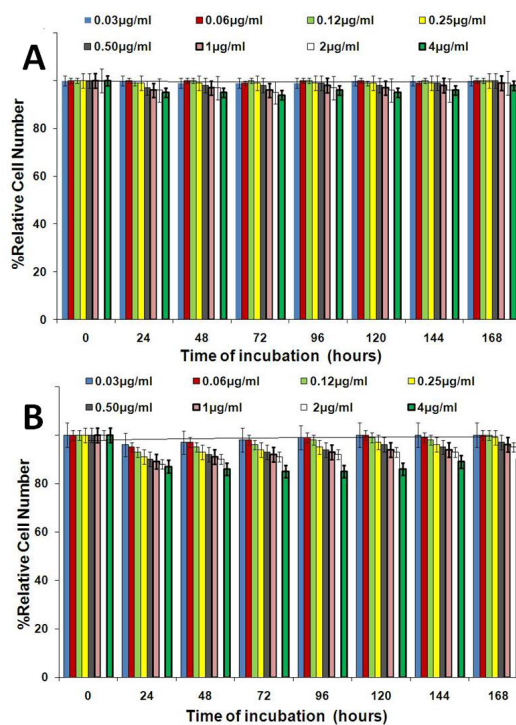 0.03µg/ml 0.06µg/ml 0.12µg/ml 0.25µg/ml
0.50µg/ml 1µg/ml 2µg/ml 4µg/ml
A
%Relative Cell Number
80
60
40
20
0
0 24 48 72 96 120 144 168
Time of incubation (hours)
0.03µg/ml 0.06µg/ml 0.12µg/ml 0.25µg/ml
0.50µg/ml 1µg/ml 2µg/ml 4µg/ml
B
%Relative Cell Number
80
60
40
20
0
0 24 48 72 96 120 144 168
Time of incubation (hours)